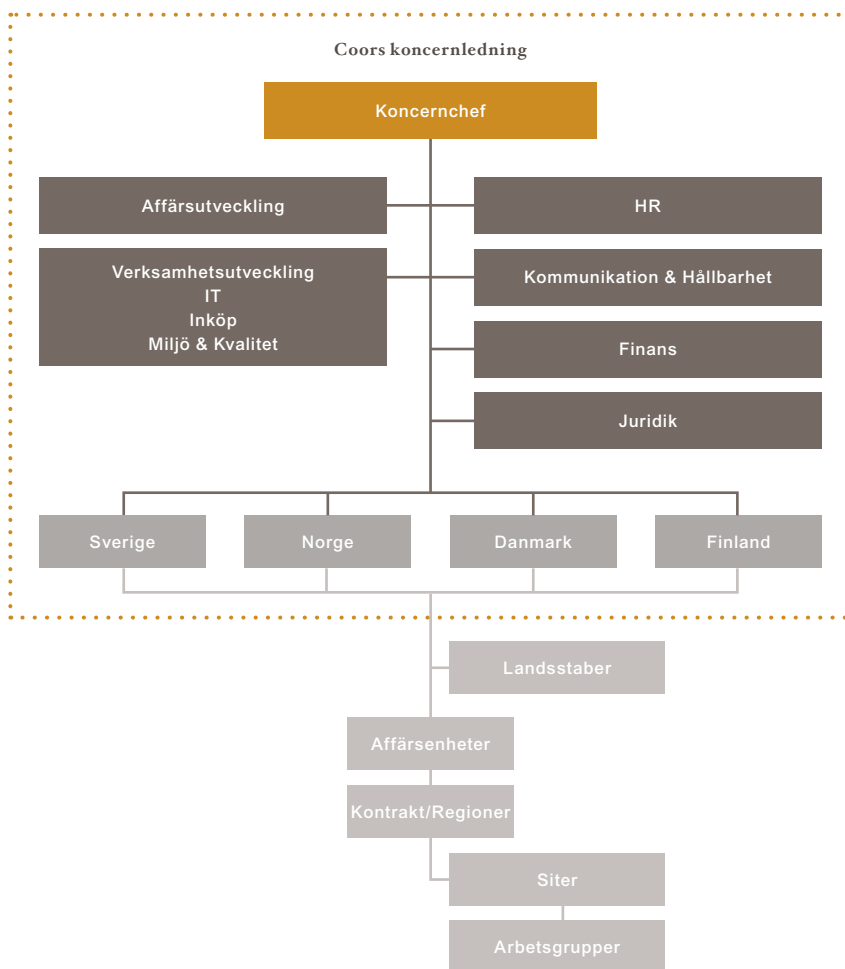 Coors koncernledning
Koncernchef
Affärsutveckling
HR
Verksamhetsutveckling
IT
Inköp
Miljö & Kvalitet
Kommunikation & Hållbarhet
Finans
Juridik
Sverige
Norge
Danmark
Finland
Landsstaber
Affärsenheter
Kontrakt/Regioner
Siter
Arbetsgrupper